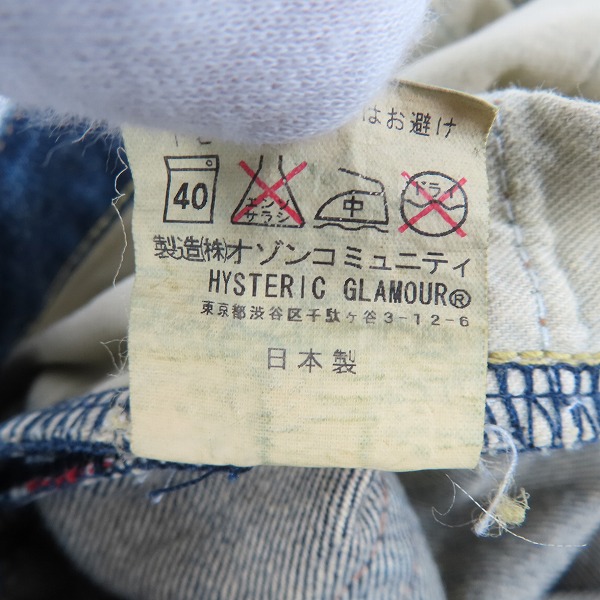 はお避け
40 エンソ サラシ 中 ドライ
製造(株)オゾンコミュニティ
HYSTERIC GLAMOUR®
東京都渋谷区千駄ヶ谷3-12-6
日本製